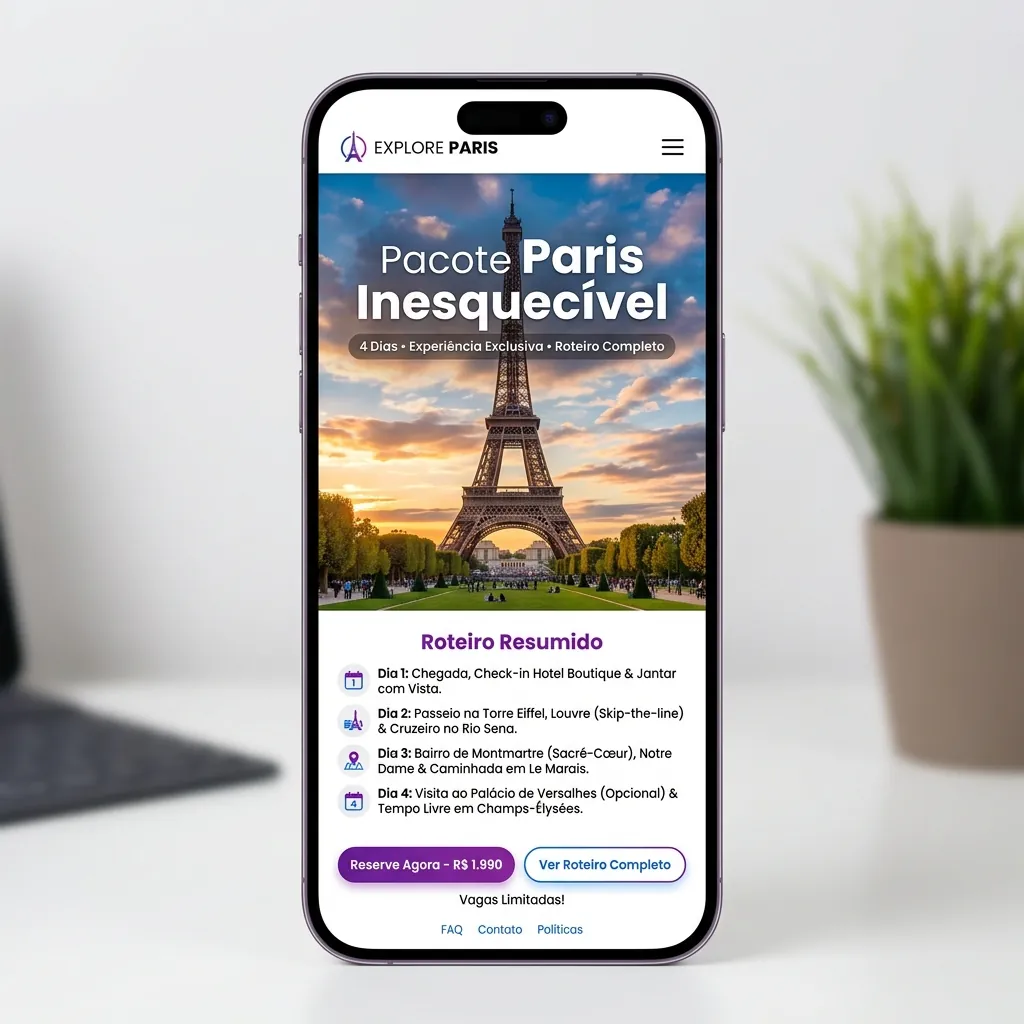 EXPLORE PARIS
Pacote Paris
Inesquecível
4 Dias • Experiência Exclusiva • Roteiro Completo
Roteiro Resumido
1
Dia 1: Chegada, Check-in Hotel Boutique & Jantar
com Vista.
Dia 2: Passeio na Torre Eiffel, Louvre (Skip-the-line)
& Cruzeiro no Rio Sena.
Dia 3: Bairro de Montmartre (Sacré-Cœur), Notre
Dame & Caminhada em Le Marais.
4
Dia 4: Visita ao Palácio de Versalhes (Opcional) &
Tempo Livre em Champs-Élysées.
Reserve Agora - R$ 1.990
Ver Roteiro Completo
Vagas Limitadas!
FAQ Contato Políticas